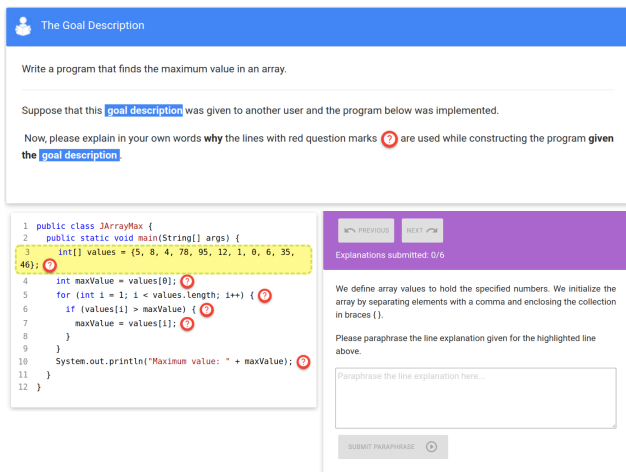 The Goal Description
Write a program that finds the maximum value in an array.
Suppose that this goal description was given to another user and the program below was implemented.
Now, please explain in your own words why the lines with red question marks ? are used while constructing the program given
the goal description.
1 public class JArrayMax {
2 public static void main(String[] args) {
3 int[] values = {5, 8, 4, 78, 95, 12, 1, 0, 6, 35,
46}; ?
4 int maxValue = values[0]; ?
5 for (int i = 1; i < values.length; i++) { ?
6 if (values[i] > maxValue) { ?
7 maxValue = values[i]; ?
8 }
9 }
10 System.out.println("Maximum value: " + maxValue); ?
11 }
12 }
PREVIOUS NEXT
Explanations submitted: 0/6
We define array values to hold the specified numbers. We initialize the
array by separating elements with a comma and enclosing the collection
in braces { }.
Please paraphrase the line explanation given for the highlighted line
above.
Paraphrase the line explanation here...
SUBMIT PARAPHRASE